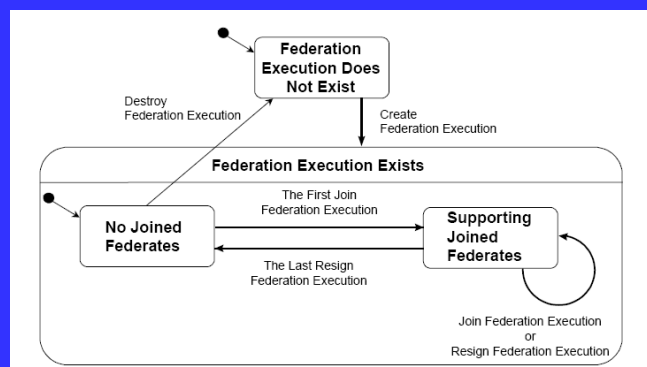 Federation
Execution Does
Not Exist
Destroy
Federation Execution
Create
Federation Execution
Federation Execution Exists
The First Join
Federation Execution
No Joined
Federates
Supporting
Joined
Federates
The Last Resign
Federation Execution
Join Federation Execution
or
Resign Federation Execution